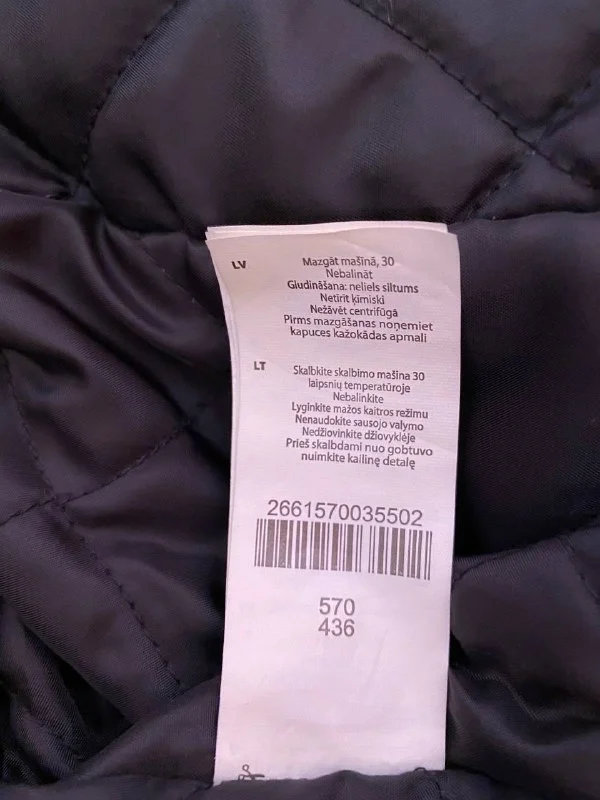 LV
Mazgāt mašīnā, 30
Nebalināt
Gludināšana: neliels siltums
Netīrīt ķīmiski
Nežāvēt centrifūgā
Pirms mazgāšanas noņemiet
kapuces kažokādas apmali
LT
Skalbkite skalbimo mašina 30
laipsnių temperatūroje
Nebalinkite
Lyginkite mažos kaitros režimu
Nenaudokite sausojo valymo
Nedžiovinkite džiovyklėje
Prieš skalbdami nuo gobtuvo
nuimkite kailinę detalę
2661570035502
570
436